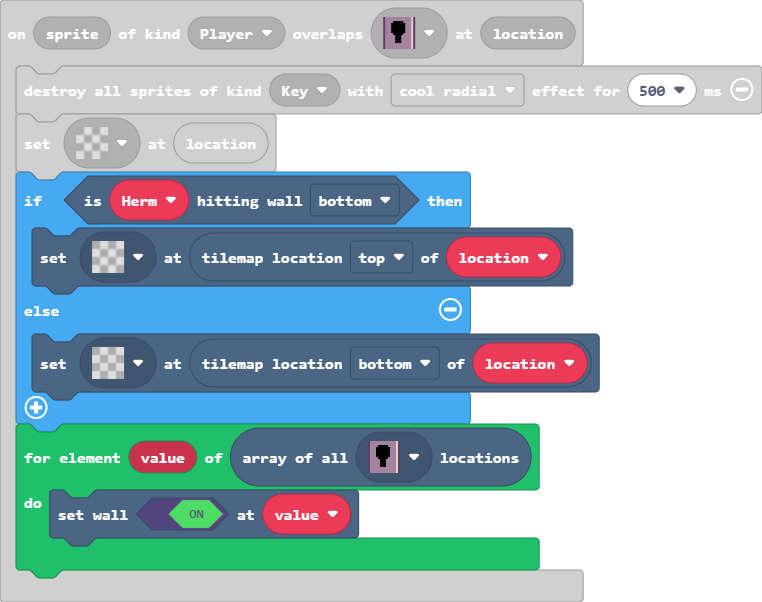 on sprite of kind Player overlaps at location
destroy all sprites of kind Key with cool radial effect for 500 ms
set at location
if is Herm hitting wall bottom then
set at tilemap location top of location
else
set at tilemap location bottom of location
for element value of array of all locations
do set wall ON at value